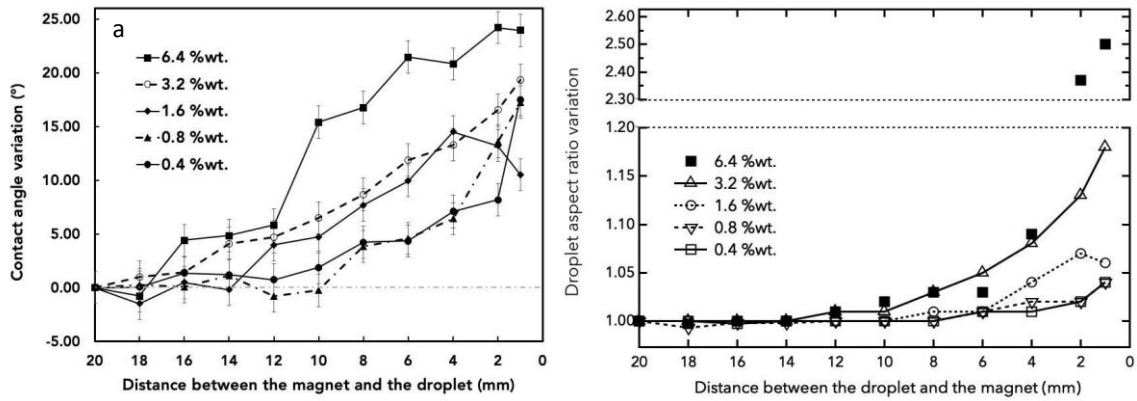 a
25.00
20.00
15.00
10.00
5.00
0.00
-5.00
6.4 %wt.
3.2 %wt.
1.6 %wt.
0.8 %wt.
0.4 %wt.
20 18 16 14 12 10 8 6 4 2 0
Contact angle variation (°)
Distance between the magnet and the droplet (mm)
2.60
2.50
2.40
2.30
1.20
1.15
1.10
1.05
1.00
6.4 %wt.
3.2 %wt.
1.6 %wt.
0.8 %wt.
0.4 %wt.
20 18 16 14 12 10 8 6 4 2 0
Droplet aspect ratio variation
Distance between the droplet and the magnet (mm)